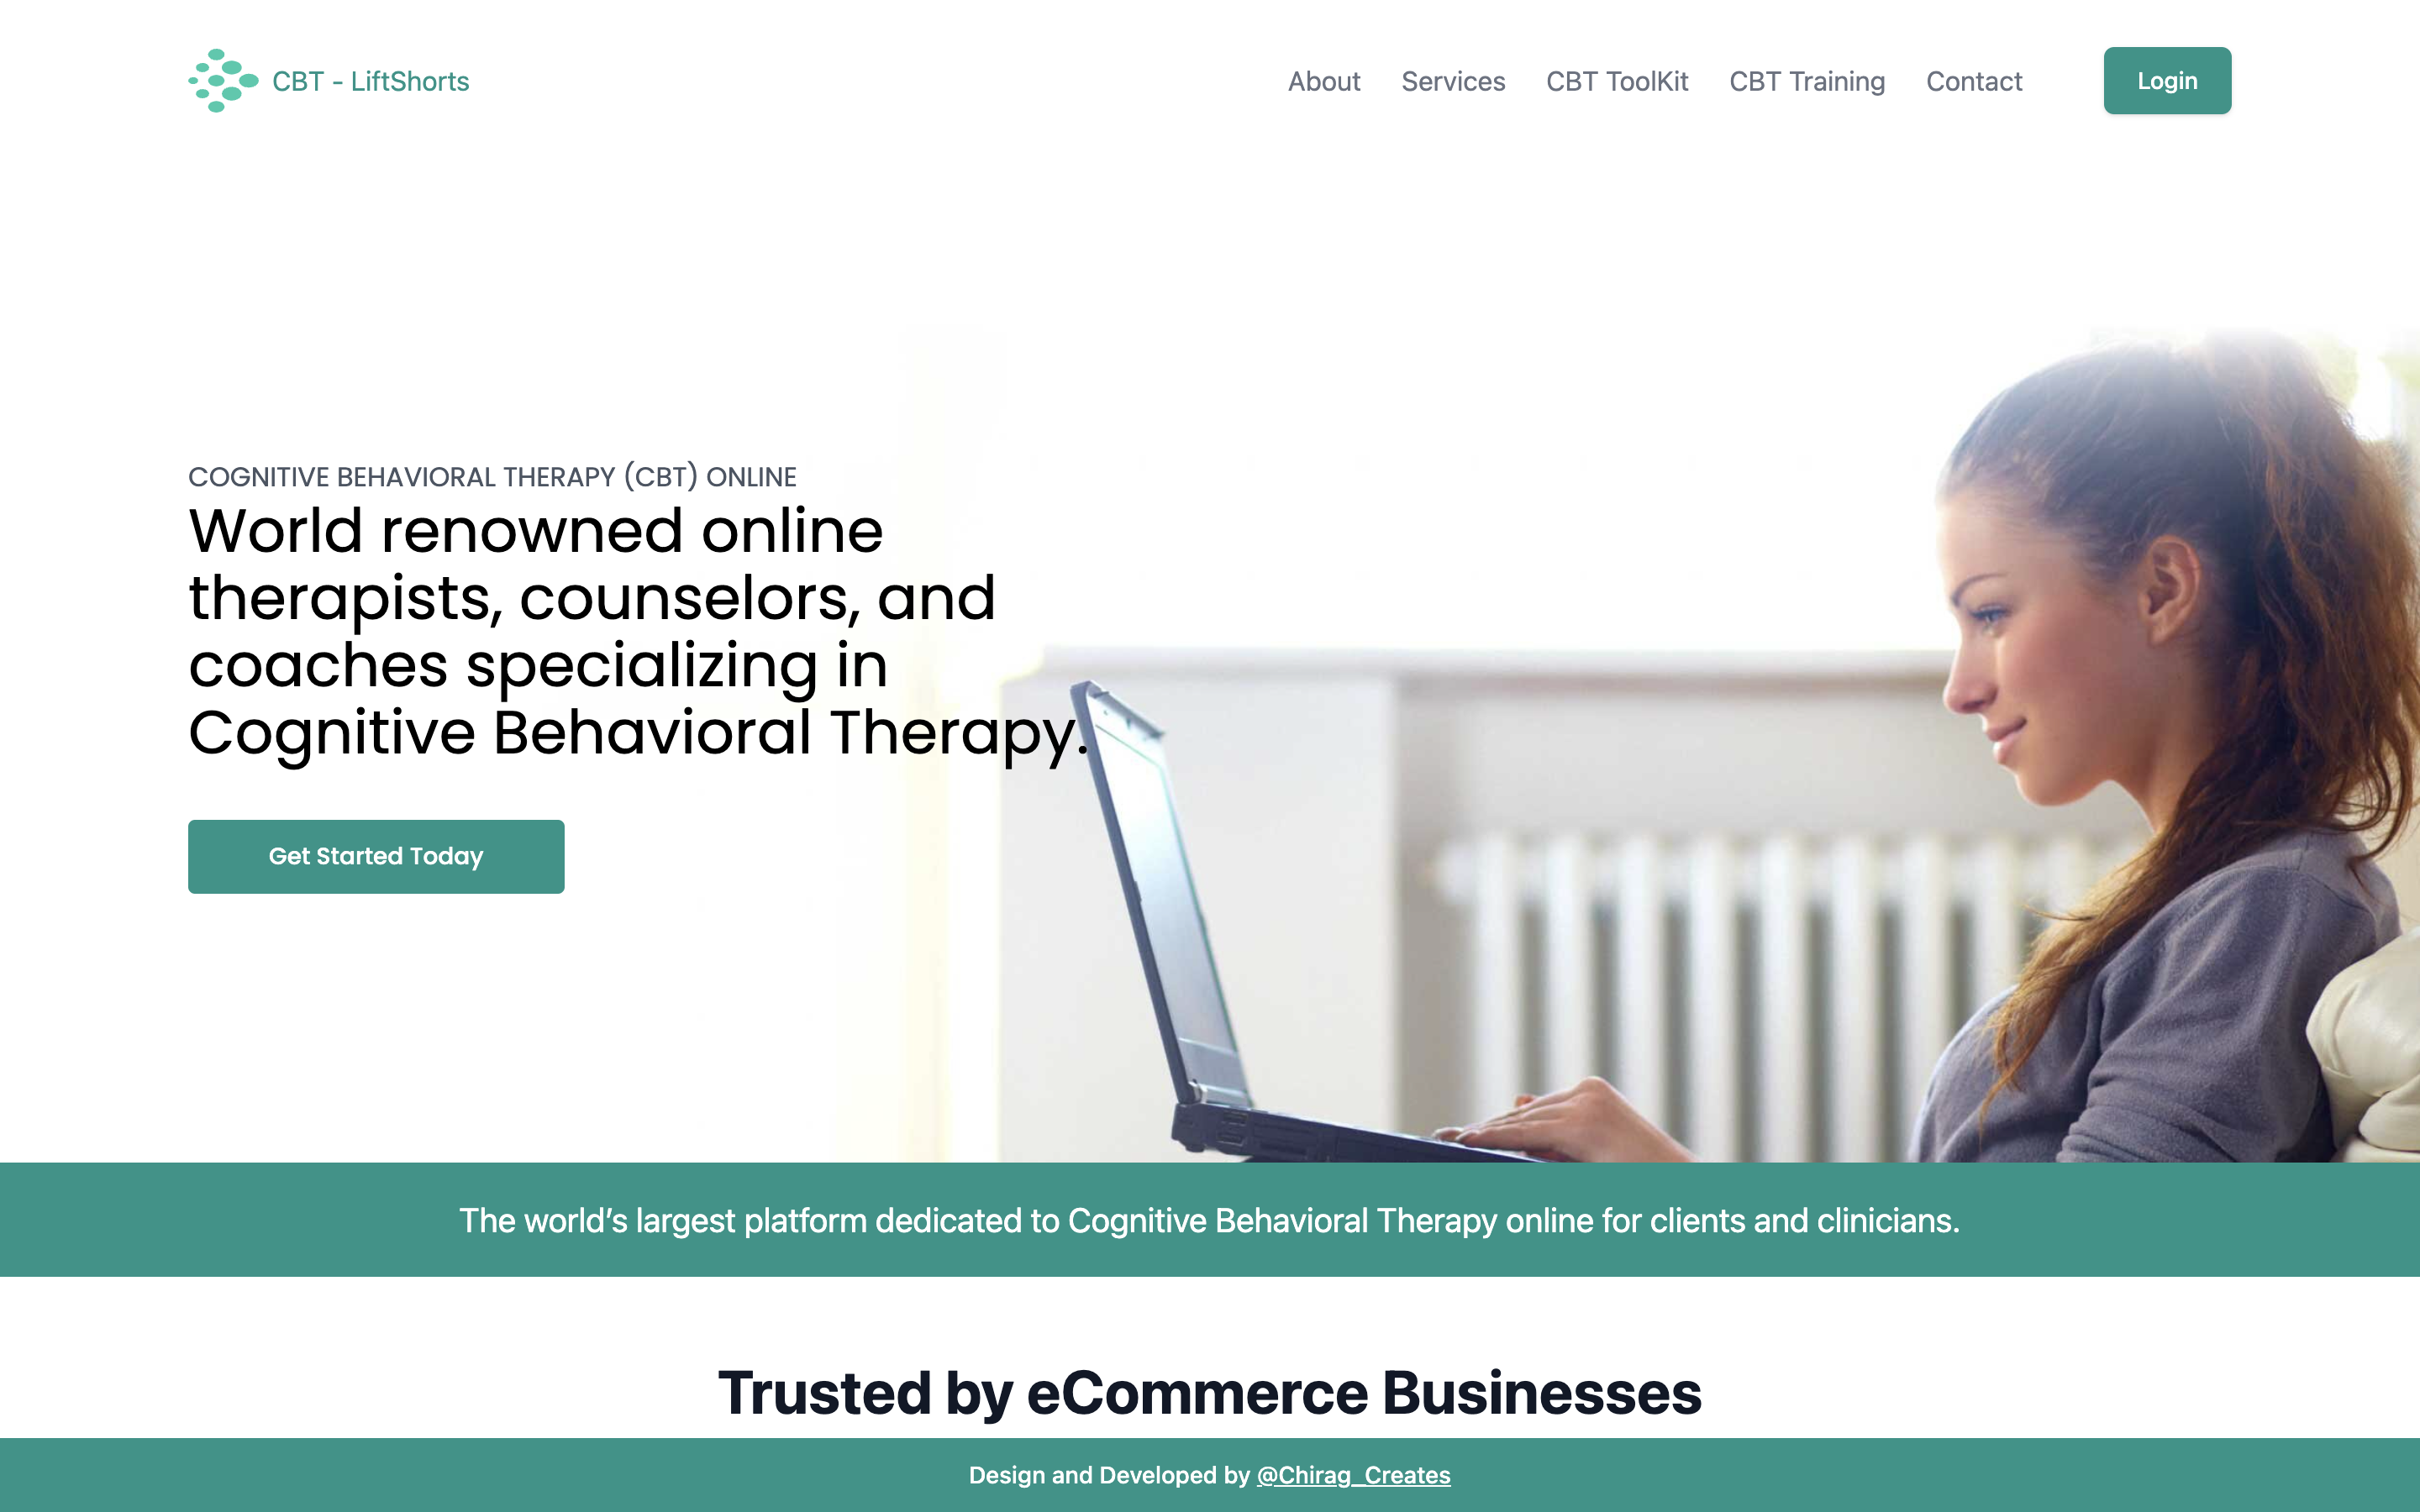 CBT - LiftShorts
About
Services
CBT ToolKit
CBT Training
Contact
Login
COGNITIVE BEHAVIORAL THERAPY (CBT) ONLINE
World renowned online
therapists, counselors, and
coaches specializing in
Cognitive Behavioral Therapy.
Get Started Today
The world’s largest platform dedicated to Cognitive Behavioral Therapy online for clients and clinicians.
Trusted by eCommerce Businesses
Design and Developed by @Chirag_Creates